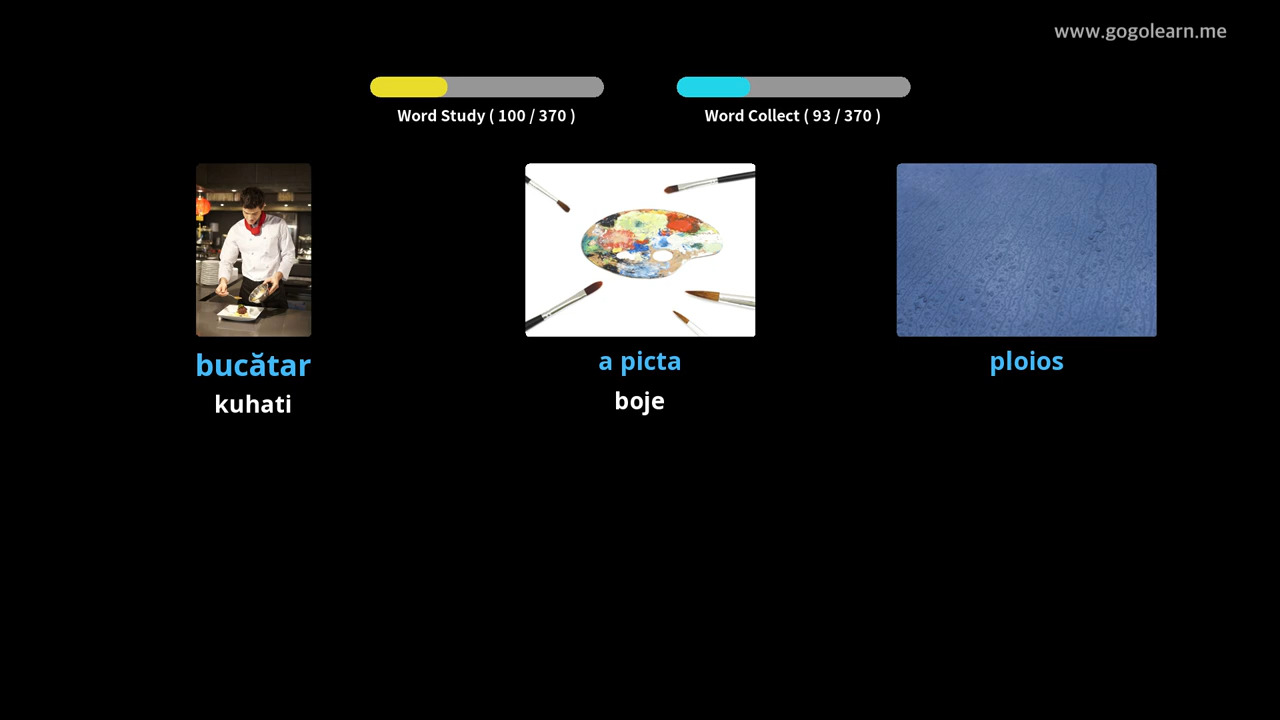 www.gogolearn.me
Word Study ( 100 / 370 )
Word Collect ( 93 / 370 )
bucătar
kuhati
a picta
boje
ploios